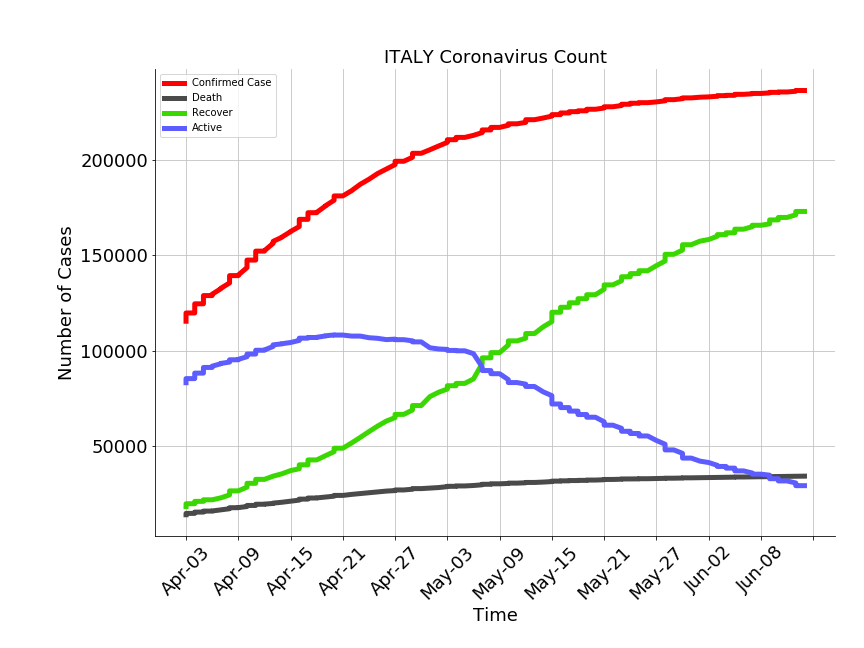 ITALY Coronavirus Count
Confirmed Case
Death
Recover
Active
Number of Cases
200000
150000
100000
50000
Apr-03
Apr-09
Apr-15
Apr-21
Apr-27
May-03
May-09
May-15
May-21
May-27
Jun-02
Jun-08
Time